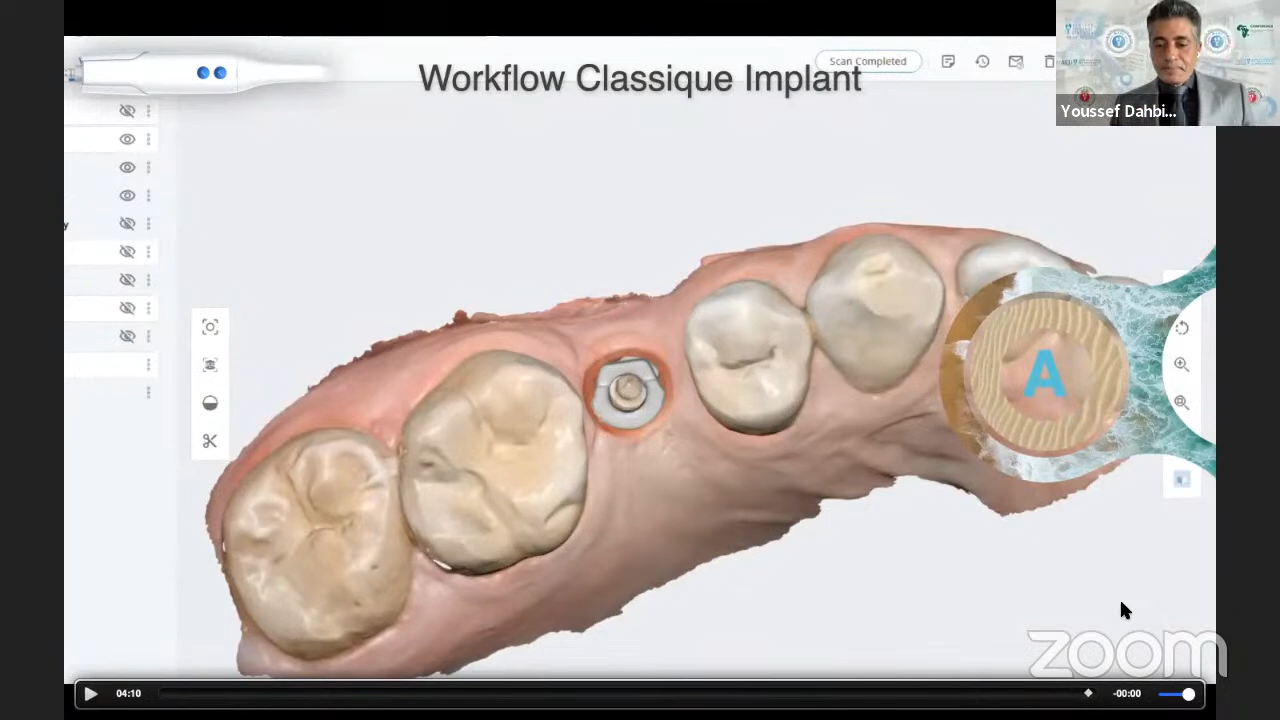 Scan Completed
Workflow Classique Implant
Youssef Dahbi...
y
A
zoom
04:10
-00:00